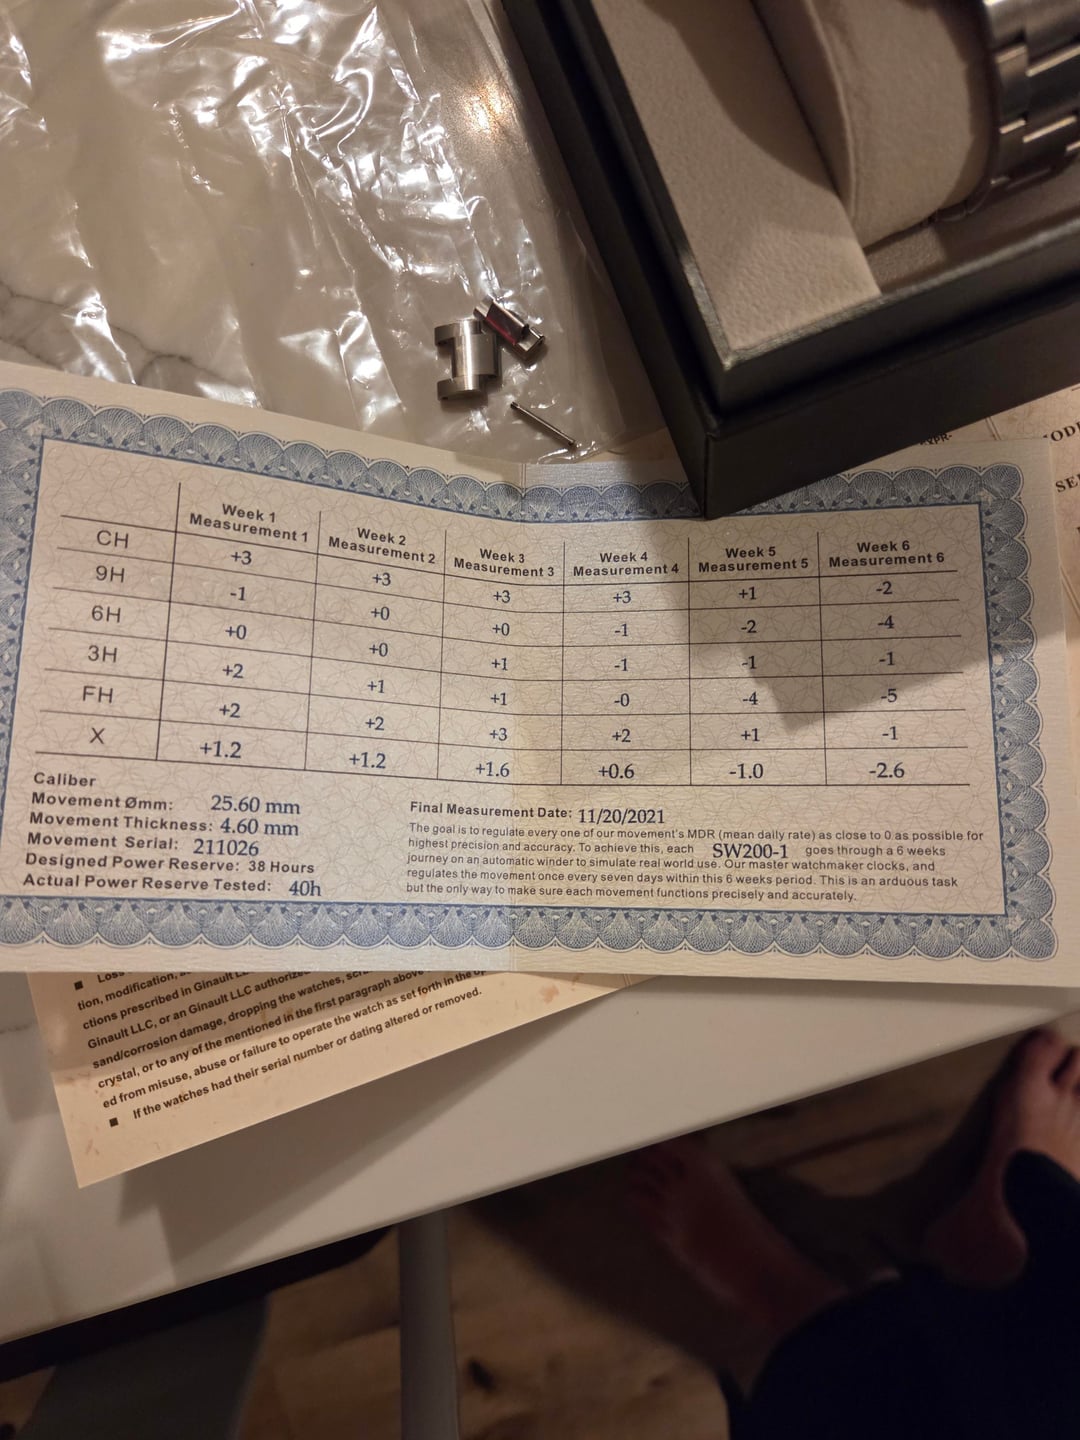 Week 1 Week 2 Week 3 Week 4 Week 5 Week 6
Measurement 1 Measurement 2 Measurement 3 Measurement 4 Measurement 5 Measurement 6
CH +3 +3 +3 +3 +1 -2
9H -1 +0 +0 -1 -2 -4
6H +0 +0 +1 -1 -1 -1
3H +2 +1 +1 -0 -4 -5
FH +2 +2 +3 +2 +1 -1
X +1.2 +1.2 +1.6 +0.6 -1.0 -2.6
Caliber
Movement Ømm: 25.60 mm
Movement Thickness: 4.60 mm
Movement Serial: 211026
Designed Power Reserve: 38 Hours
Actual Power Reserve Tested: 40h
Final Measurement Date: 11/20/2021
The goal is to regulate every one of our movement's MDR (mean daily rate) as close to 0 as possible for
highest precision and accuracy. To achieve this, each SW200-1 goes through a 6 weeks
journey on an automatic winder to simulate real world use. Our master watchmaker clocks, and
regulates the movement once every seven days within this 6 weeks period. This is an arduous task
but the only way to make sure each movement functions precisely and accurately.
■ Loss
tion, modification,
ctions prescribed in Ginault
Ginault LLC, or an Ginault LLC
sand/corrosion damage, dropping the watches,
crystal, or to any of the mentioned in the first paragraph above
ed from misuse, abuse or failure to operate the watch as set forth in the
■ If the watches had their serial number or dating altered or removed.